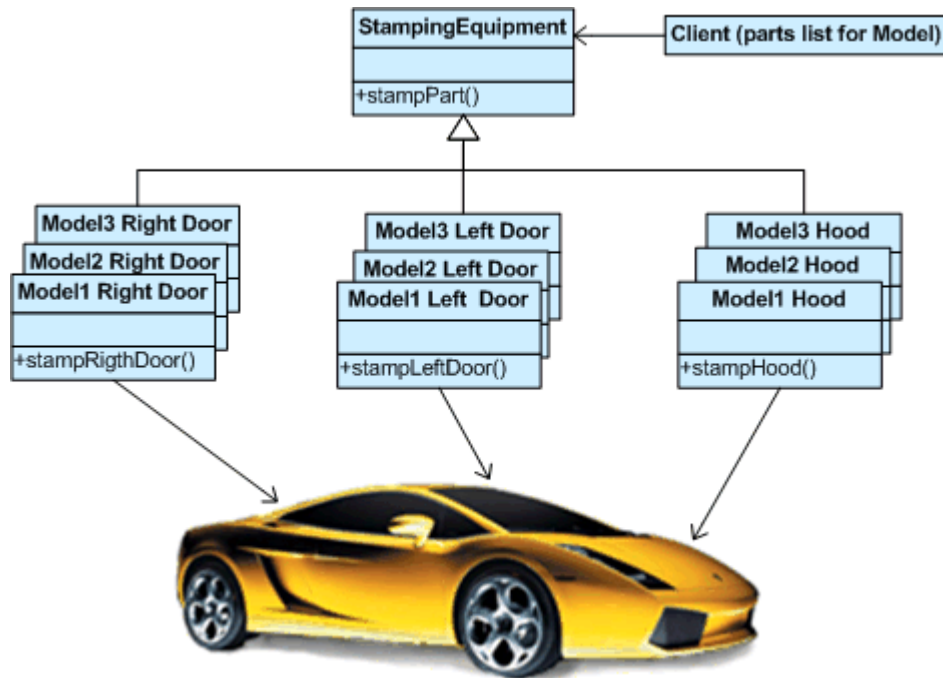 StampingEquipment
Client (parts list for Model)
+stampPart()
Model3 Right Door
Model2 Right Door
Model1 Right Door
+stampRigthDoor()
Model3 Left Door
Model2 Left Door
Model1 Left Door
+stampLeftDoor()
Model3 Hood
Model2 Hood
Model1 Hood
+stampHood()